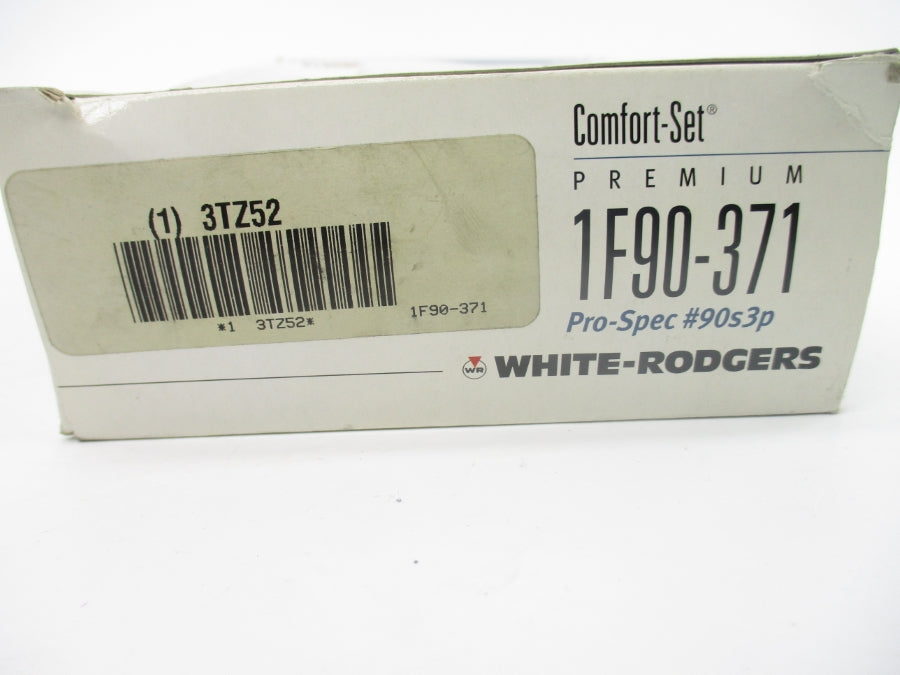 (1) 3TZ52
*1 3TZ52*
1F90-371
Comfort-Set®
PREMIUM
1F90-371
Pro-Spec #90s3p
WR WHITE-RODGERS